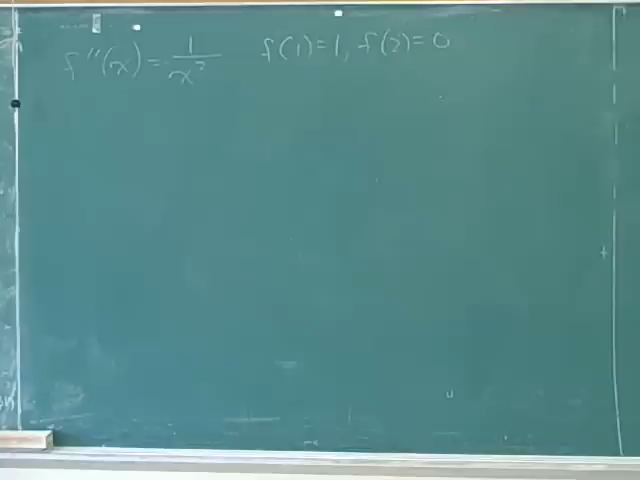 f''(x) = 1/x² f(1)=1, f(2)=0